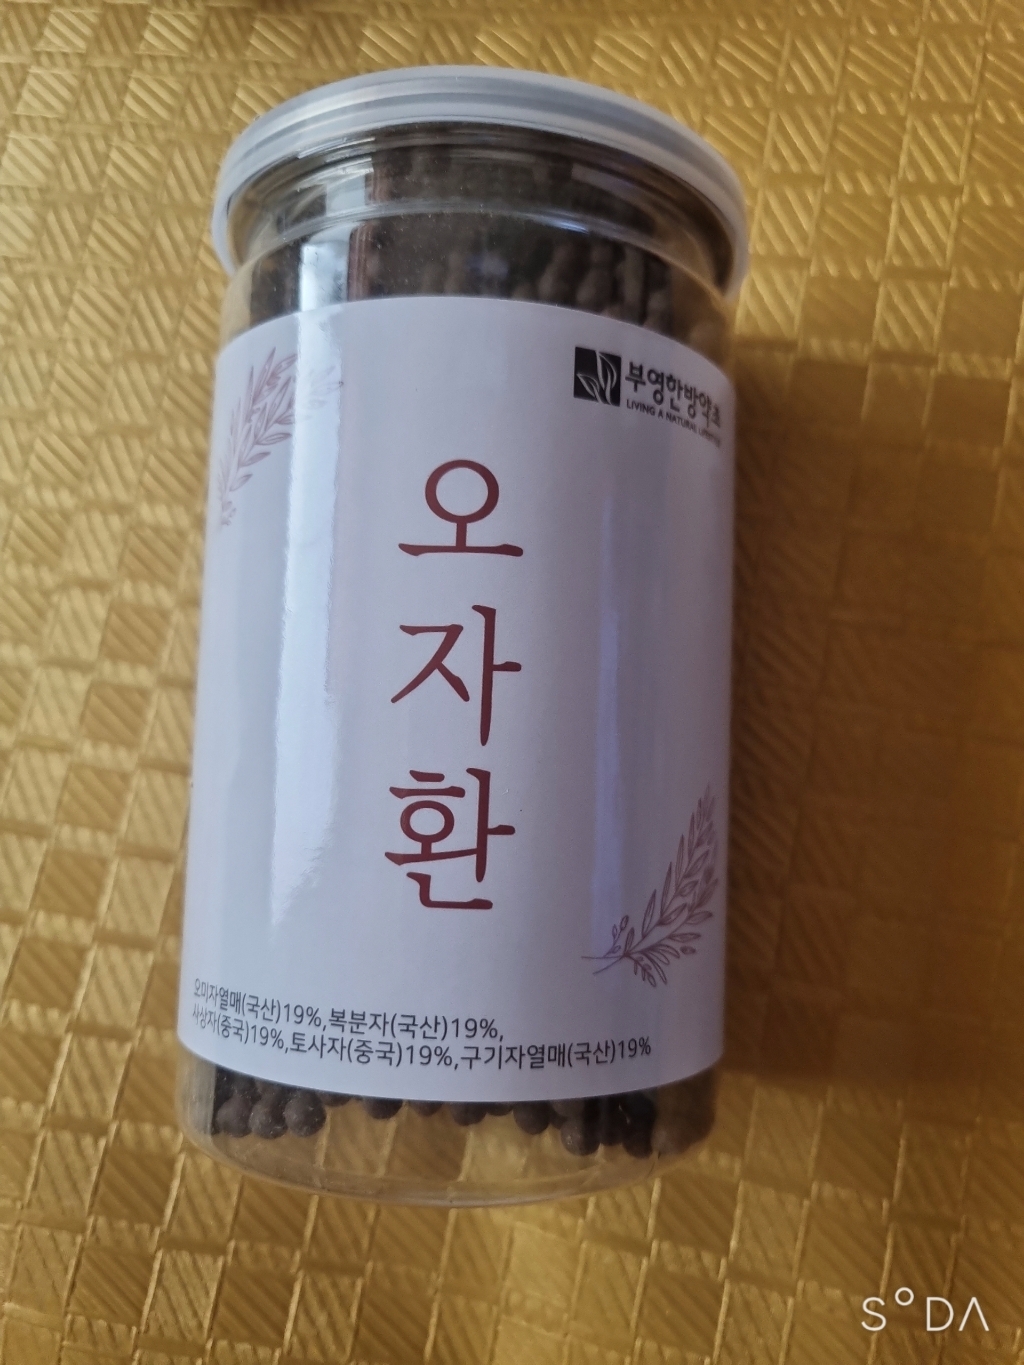 부영한방약초
LIVING A NATURAL LIFESTYLE
오
자
환
오미자열매(국산)19%,복분자(국산)19%,
사상자(중국)19%,토사자(중국)19%,구기자열매(국산)19%
SODA